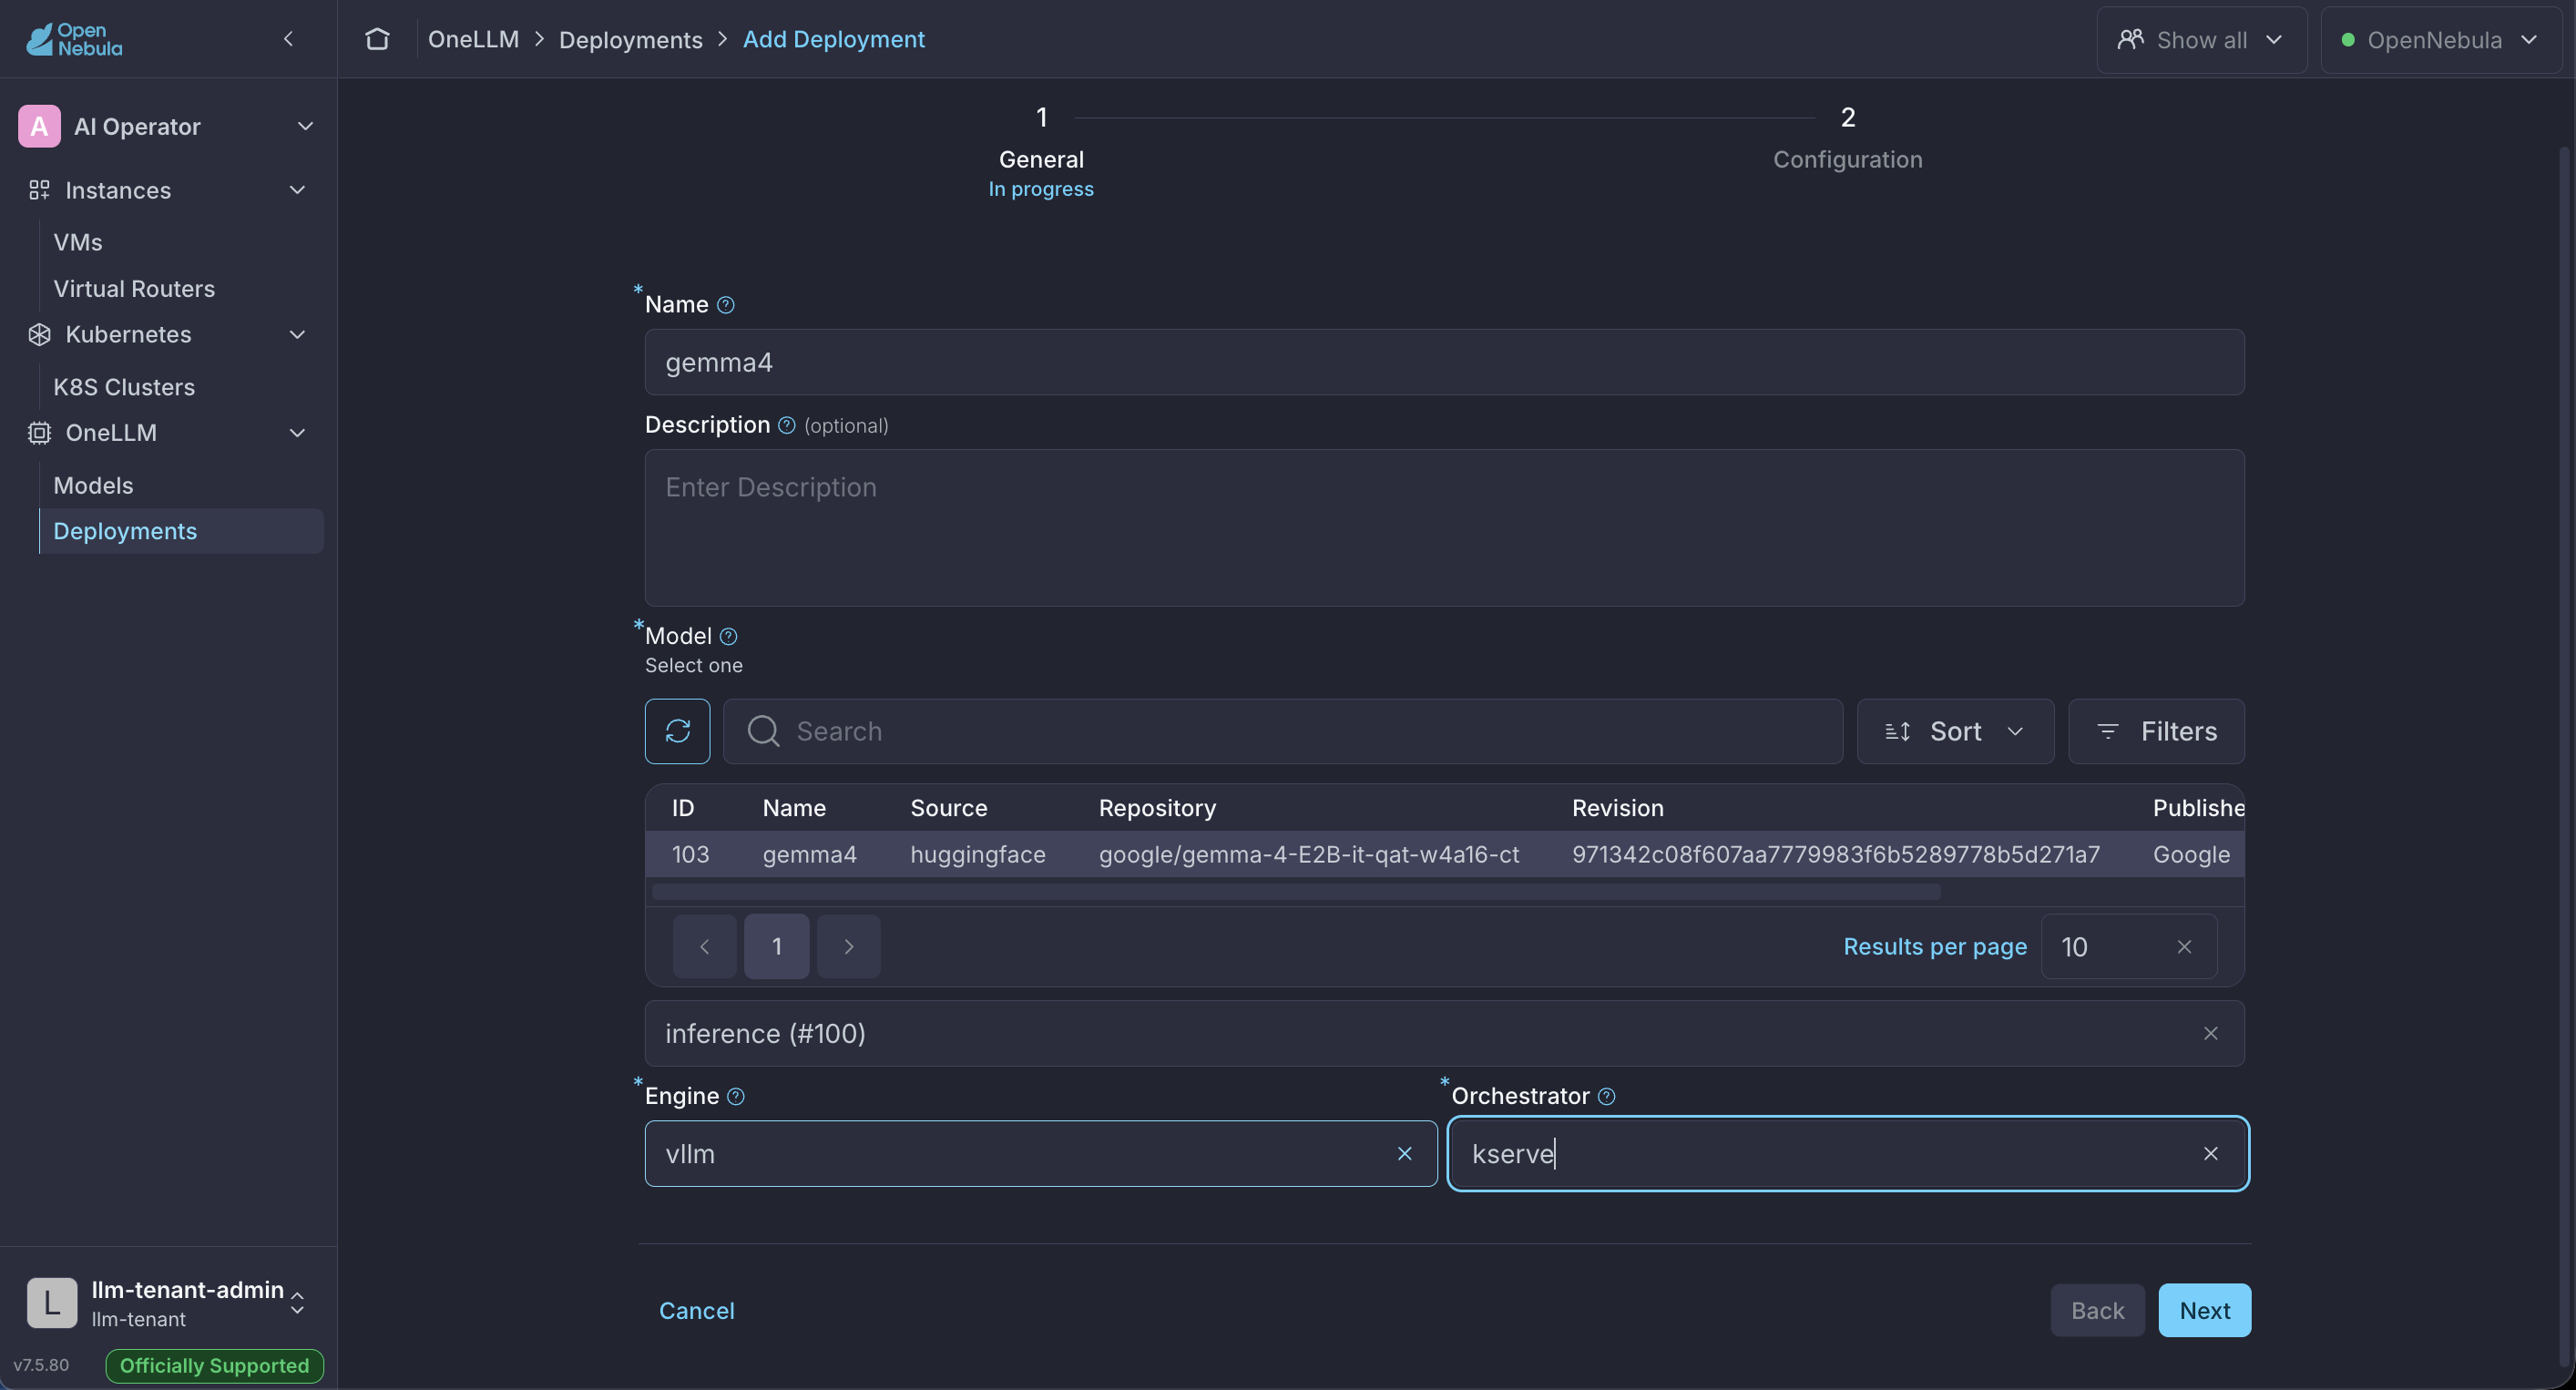 Open
Nebula
OneLLM > Deployments > Add Deployment
Show all
OpenNebula
A
AI Operator
Instances
VMs
Virtual Routers
Kubernetes
K8S Clusters
OneLLM
Models
Deployments
1
General
In progress
2
Configuration
* Name ?
gemma4
Description ? (optional)
Enter Description
* Model ?
Select one
Search
Sort
Filters
ID Name Source Repository Revision Publishe
103 gemma4 huggingface google/gemma-4-E2B-it-qat-w4a16-ct 971342c08f607aa7779983f6b5289778b5d271a7 Google
1
Results per page 10
inference (#100)
* Engine ?
vllm
* Orchestrator ?
kserve
Cancel
Back
Next
L
llm-tenant-admin
llm-tenant
v7.5.80
Officially Supported